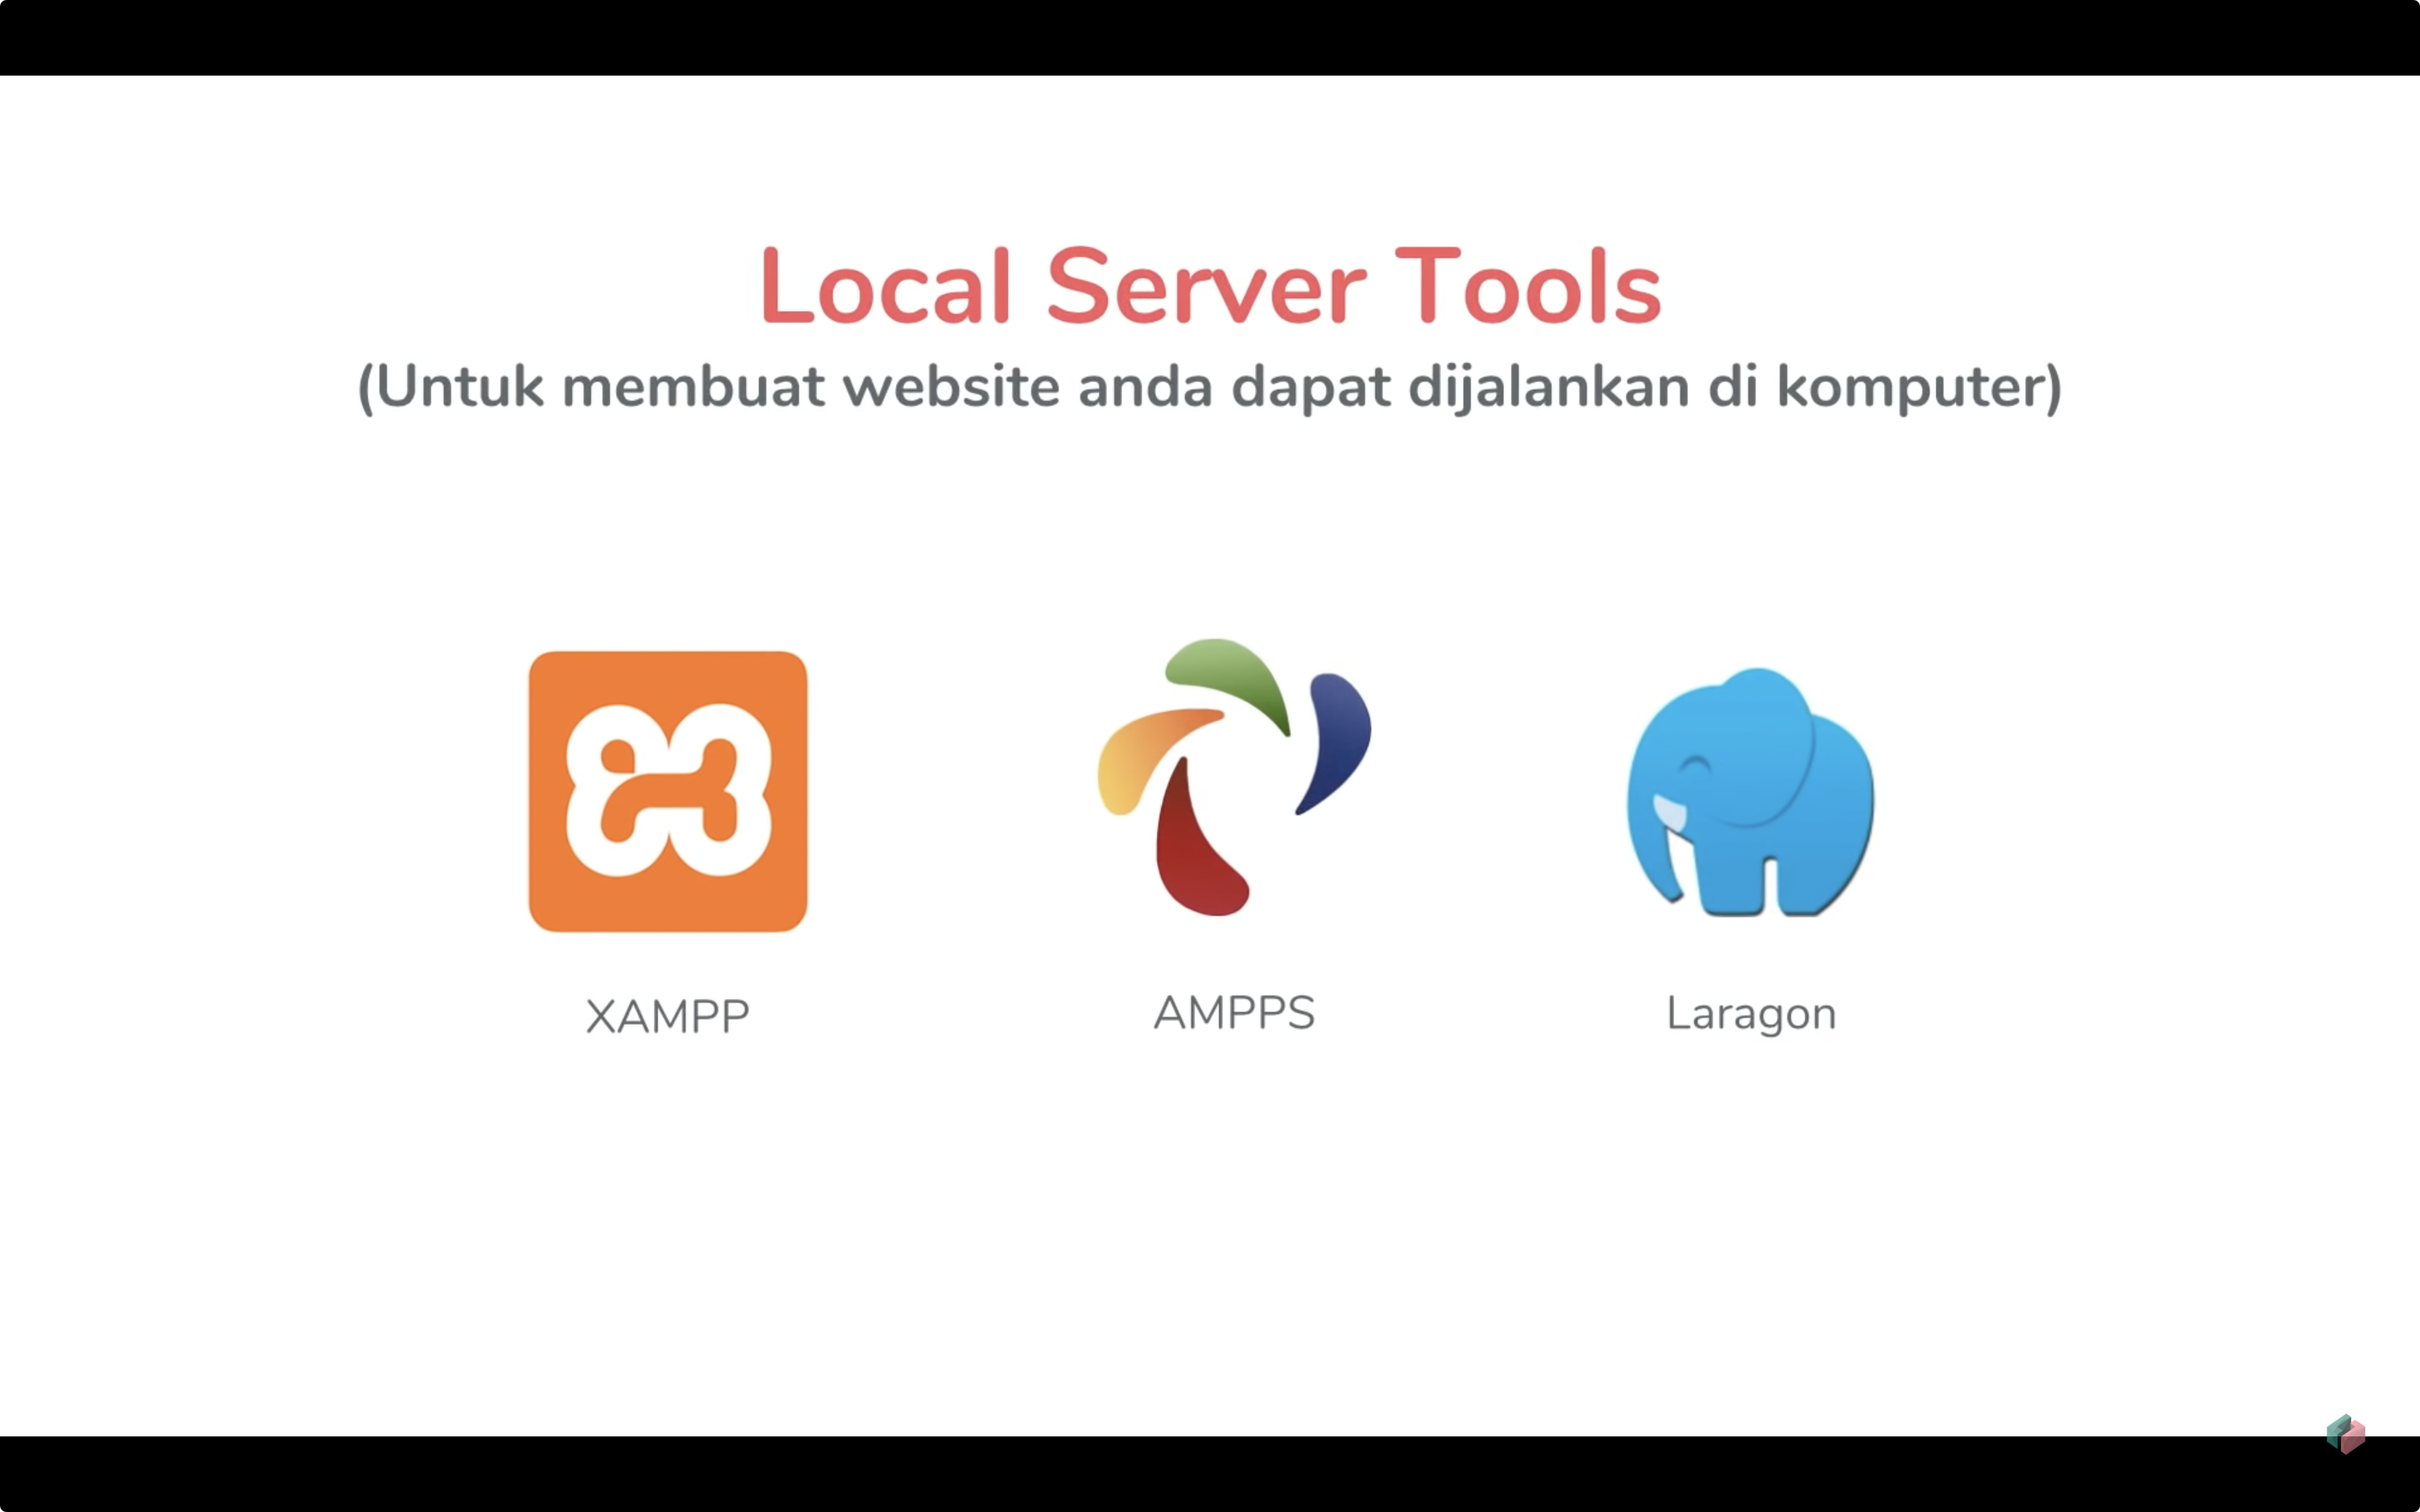 Local Server Tools
(Untuk membuat website anda dapat dijalankan di komputer)
XAMPP
AMPPS
Laragon